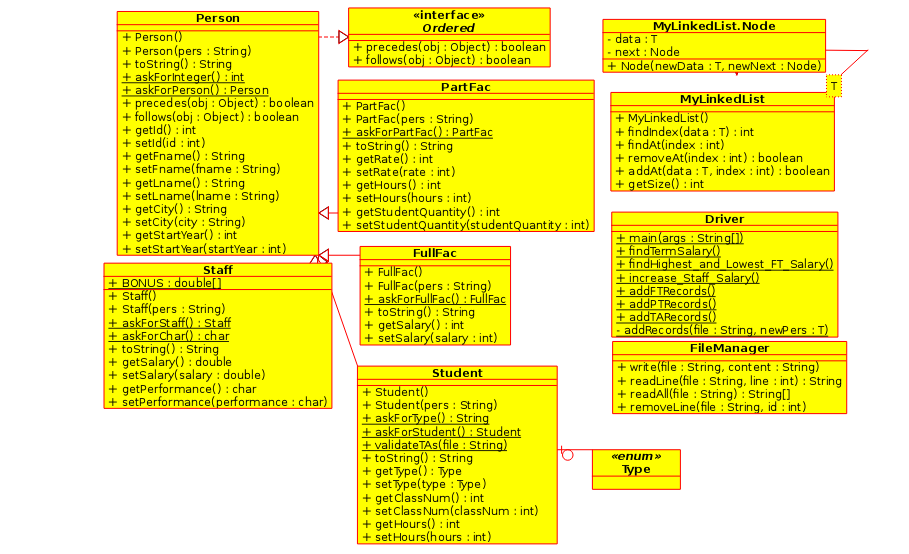 Person
+ Person()
+ Person(pers : String)
+ toString() : String
+ askForInteger() : int
+ askForPerson() : Person
+ precedes(obj : Object) : boolean
+ follows(obj : Object) : boolean
+ getId() : int
+ setId(id : int)
+ getFname() : String
+ setFname(fname : String)
+ getLname() : String
+ setLname(lname : String)
+ getCity() : String
+ setCity(city : String)
+ getStartYear() : int
+ setStartYear(startYear : int)
«interface»
Ordered
+ precedes(obj : Object) : boolean
+ follows(obj : Object) : boolean
MyLinkedList.Node
- data : T
- next : Node
+ Node(newData : T, newNext : Node)
T
PartFac
+ PartFac()
+ PartFac(pers : String)
+ askForPartFac() : PartFac
+ toString() : String
+ getRate() : int
+ setRate(rate : int)
+ getHours() : int
+ setHours(hours : int)
+ getStudentQuantity() : int
+ setStudentQuantity(studentQuantity : int)
MyLinkedList
+ MyLinkedList()
+ findIndex(data : T) : int
+ findAt(index : int)
+ removeAt(index : int) : boolean
+ addAt(data : T, index : int) : boolean
+ getSize() : int
Driver
+ main(args : String[])
+ findTermSalary()
+ findHighest_and_Lowest_FT_Salary()
+ increase_Staff_Salary()
+ addFTRecords()
+ addPTRecords()
+ addTARecords()
- addRecords(file : String, newPers : T)
FullFac
+ FullFac()
+ FullFac(pers : String)
+ askForFullFac() : FullFac
+ toString() : String
+ getSalary() : int
+ setSalary(salary : int)
Staff
+ BONUS : double[]
+ Staff()
+ Staff(pers : String)
+ askForStaff() : Staff
+ askForChar() : char
+ toString() : String
+ getSalary() : double
+ setSalary(salary : double)
+ getPerformance() : char
+ setPerformance(performance : char)
FileManager
+ write(file : String, content : String)
+ readLine(file : String, line : int) : String
+ readAll(file : String) : String[]
+ removeLine(file : String, id : int)
Student
+ Student()
+ Student(pers : String)
+ askForType() : String
+ askForStudent() : Student
+ validateTAs(file : String)
+ toString() : String
+ getType() : Type
+ setType(type : Type)
+ getClassNum() : int
+ setClassNum(classNum : int)
+ getHours() : int
+ setHours(hours : int)
«enum»
Type